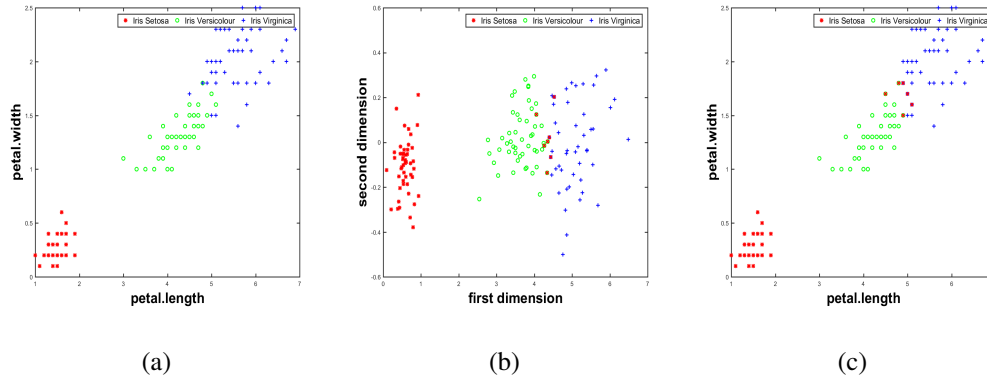 Iris Setosa Iris Versicolour Iris Virginica
petal.width
2.5
2
1.5
1
0.5
0
1 2 3 4 5 6 7
petal.length
(a)
Iris Setosa Iris Versicolour Iris Virginica
second dimension
0.6
0.4
0.2
0.0
-0.2
-0.4
-0.6
0 1 2 3 4 5 6 7
first dimension
(b)
Iris Setosa Iris Versicolour Iris Virginica
petal.width
2.5
2
1.5
1
0.5
0
1 2 3 4 5 6 7
petal.length
(c)